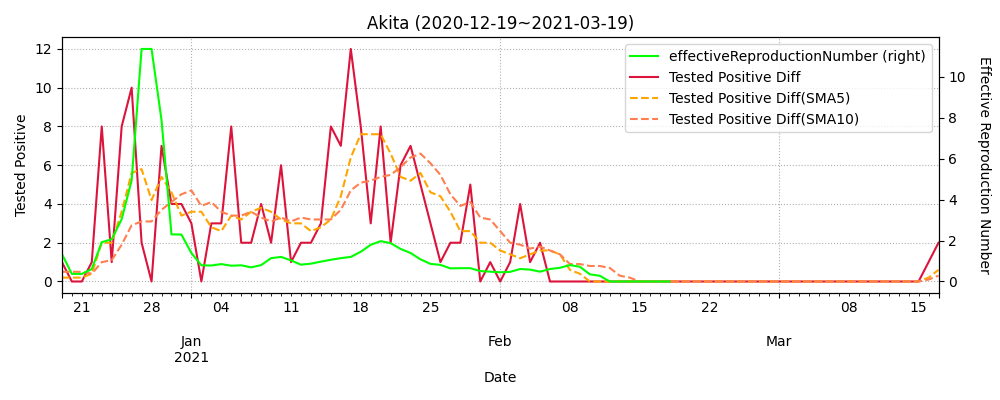 Akita (2020-12-19~2021-03-19)
effectiveReproductionNumber (right)
Tested Positive Diff
Tested Positive Diff(SMA5)
Tested Positive Diff(SMA10)
Tested Positive
12
10
8
6
4
2
0
Effective Reproduction Number
10
8
6
4
2
0
21 28 04 11 18 25 08 15 22 08 15
Jan Feb Mar
2021
Date